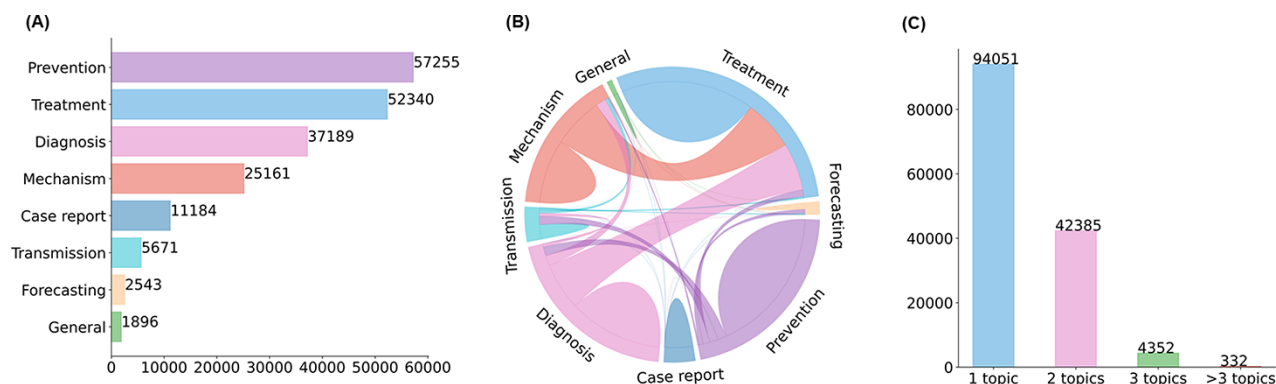 (A)
Prevention
57255
Treatment
52340
Diagnosis
37189
Mechanism
25161
Case report
11184
Transmission
5671
Forecasting
2543
General
1896
0 10000 20000 30000 40000 50000 60000
(B)
General
Treatment
Mechanism
Forecasting
Transmission
Prevention
Diagnosis
Case report
(C)
94051
80000
60000
42385
40000
20000
4352
332
0
1 topic 2 topics 3 topics >3 topics